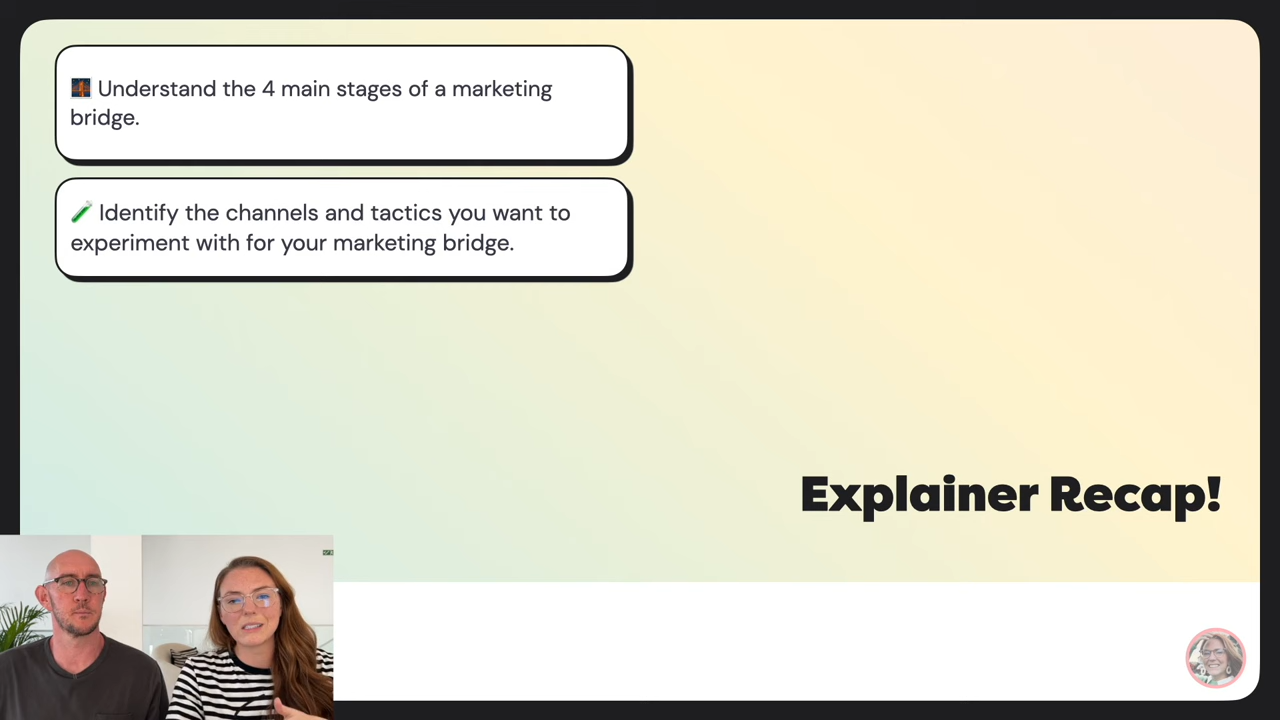 🌉 Understand the 4 main stages of a marketing
bridge.
🧪 Identify the channels and tactics you want to
experiment with for your marketing bridge.
Explainer Recap!